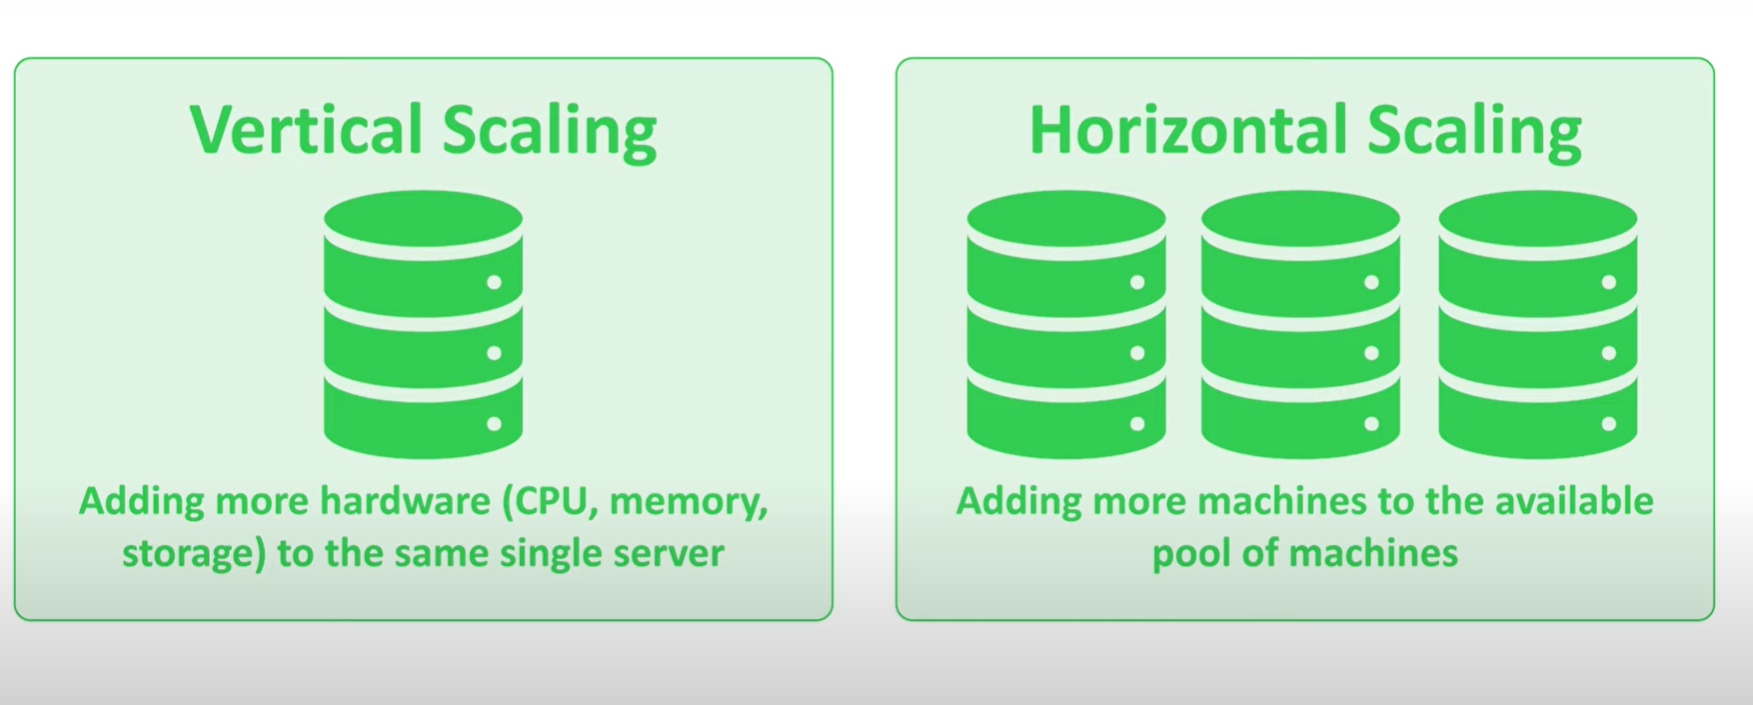 Vertical Scaling
Adding more hardware (CPU, memory,
storage) to the same single server
Horizontal Scaling
Adding more machines to the available
pool of machines